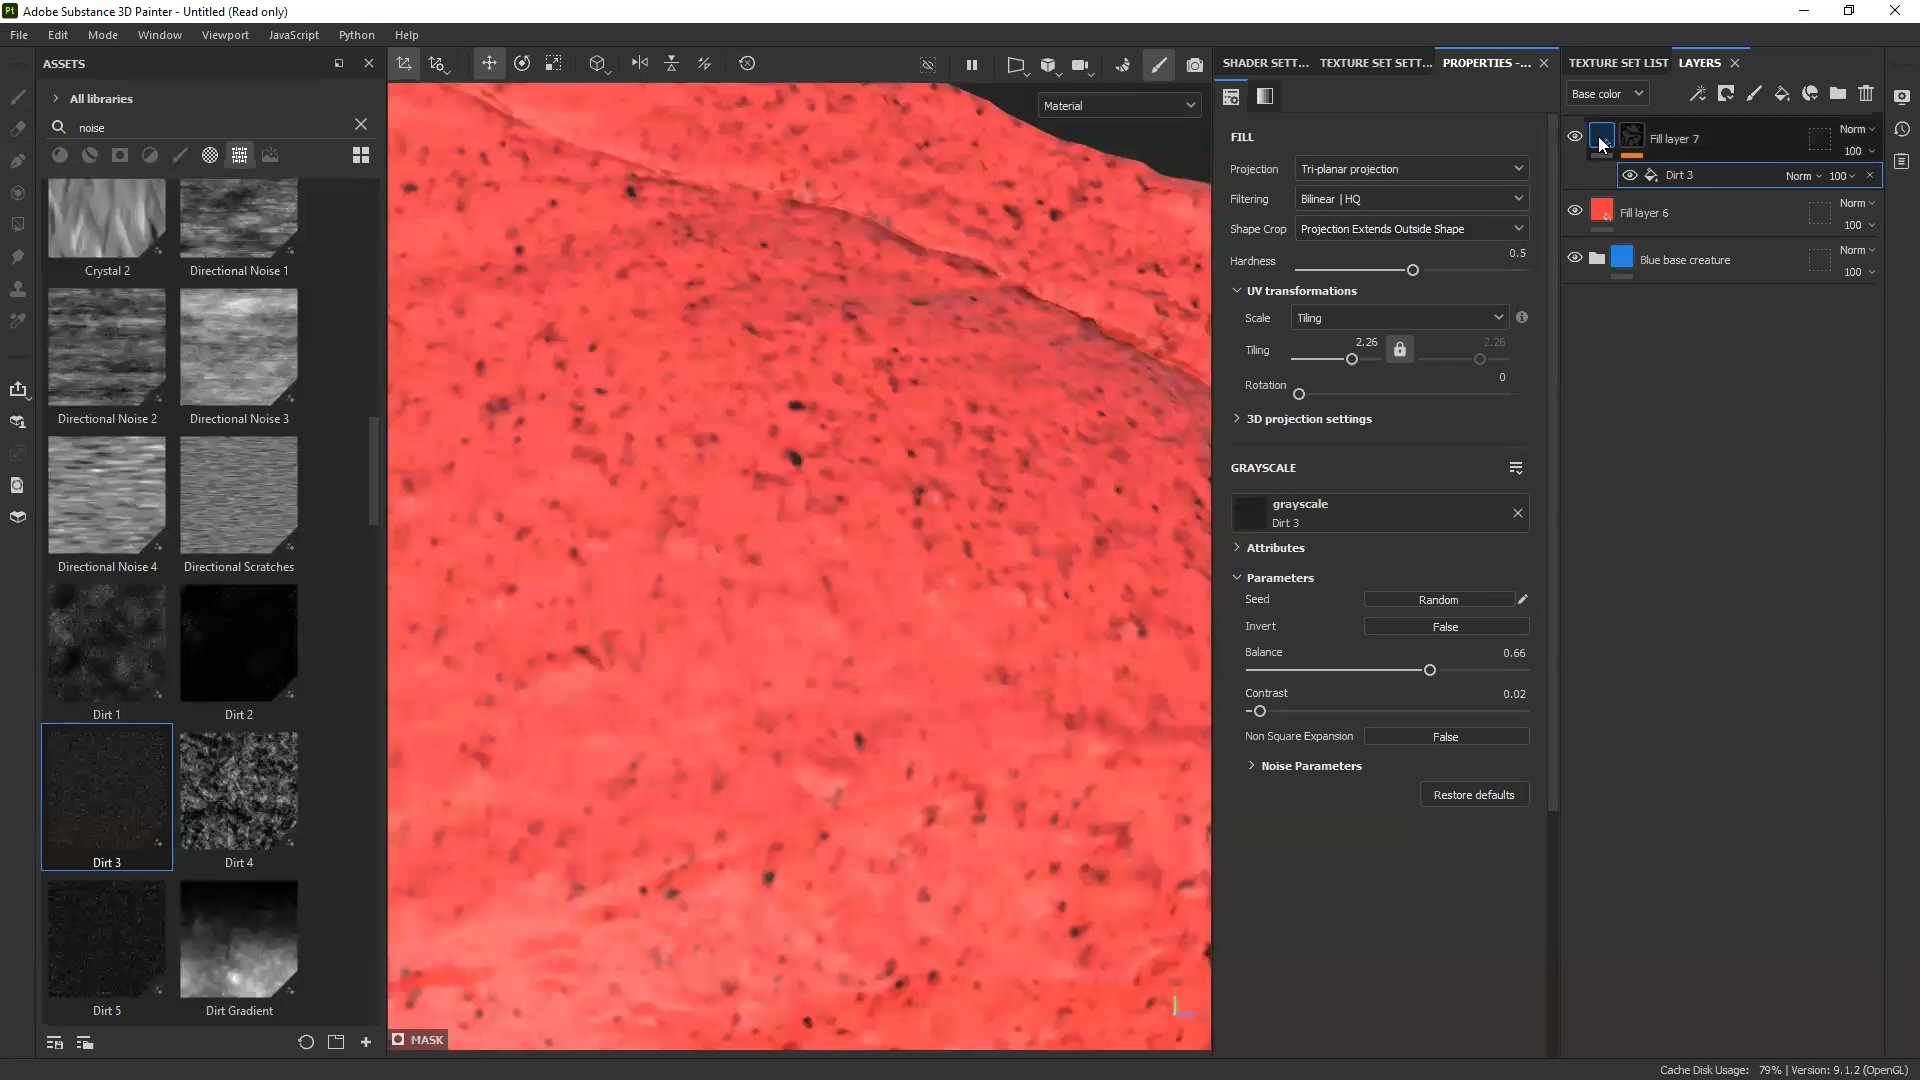 Pt Adobe Substance 3D Painter - Untitled (Read only)
File Edit Mode Window Viewport JavaScript Python Help
ASSETS
All libraries
noise
Crystal 2 Directional Noise 1
Directional Noise 2 Directional Noise 3
Directional Noise 4 Directional Scratches
Dirt 1 Dirt 2
Dirt 3 Dirt 4
Dirt 5 Dirt Gradient
Material
MASK
SHADER SETT... TEXTURE SET SETT... PROPERTIES -...
FILL
Projection Tri-planar projection
Filtering Bilinear | HQ
Shape Crop Projection Extends Outside Shape
Hardness 0.5
UV transformations
Scale Tiling
Tiling 2.26 2.26
Rotation 0
3D projection settings
GRAYSCALE
grayscale
Dirt 3
Attributes
Parameters
Seed Random
Invert False
Balance 0.66
Contrast 0.02
Non Square Expansion False
Noise Parameters
Restore defaults
TEXTURE SET LIST LAYERS
Base color
Fill layer 7 Norm
100
Dirt 3 Norm 100
Fill layer 6 Norm
100
Blue base creature Norm
100
Cache Disk Usage: 79% | Version: 9.1.2 (OpenGL)